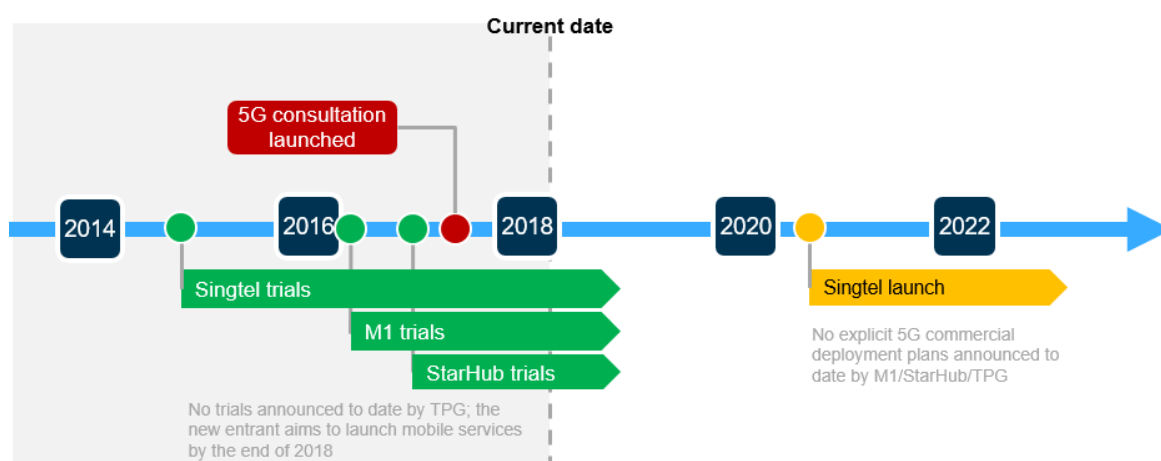 Current date
5G consultation
launched
2014
2016
2018
2020
2022
Singtel trials
Singtel launch
M1 trials
StarHub trials
No explicit 5G commercial
deployment plans announced to
date by M1/StarHub/TPG
No trials announced to date by TPG; the
new entrant aims to launch mobile services
by the end of 2018